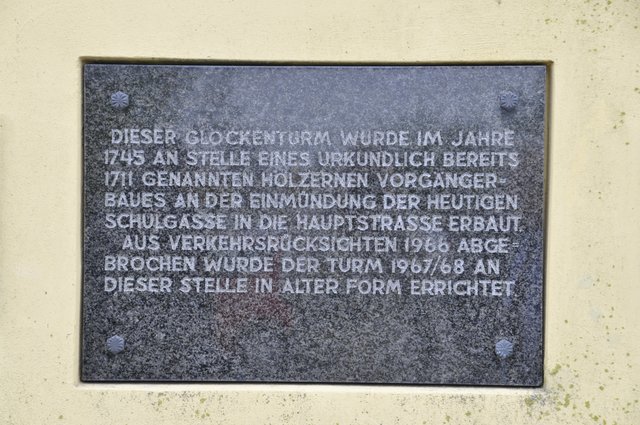 DIESER GLOCKENTURM WURDE IM JAHRE
1745 AN STELLE EINES URKUNDLICH BEREITS
1711 GENANNTEN HÖLZERNEN VORGÄNGER-
BAUES AN DER EINMÜNDUNG DER HEUTIGEN
SCHULGASSE IN DIE HAUPTSTRASSE ERBAUT.
AUS VERKEHRSRÜCKSICHTEN 1966 ABGE-
BROCHEN WURDE DER TURM 1967/68 AN
DIESER STELLE IN ALTER FORM ERRICHTET